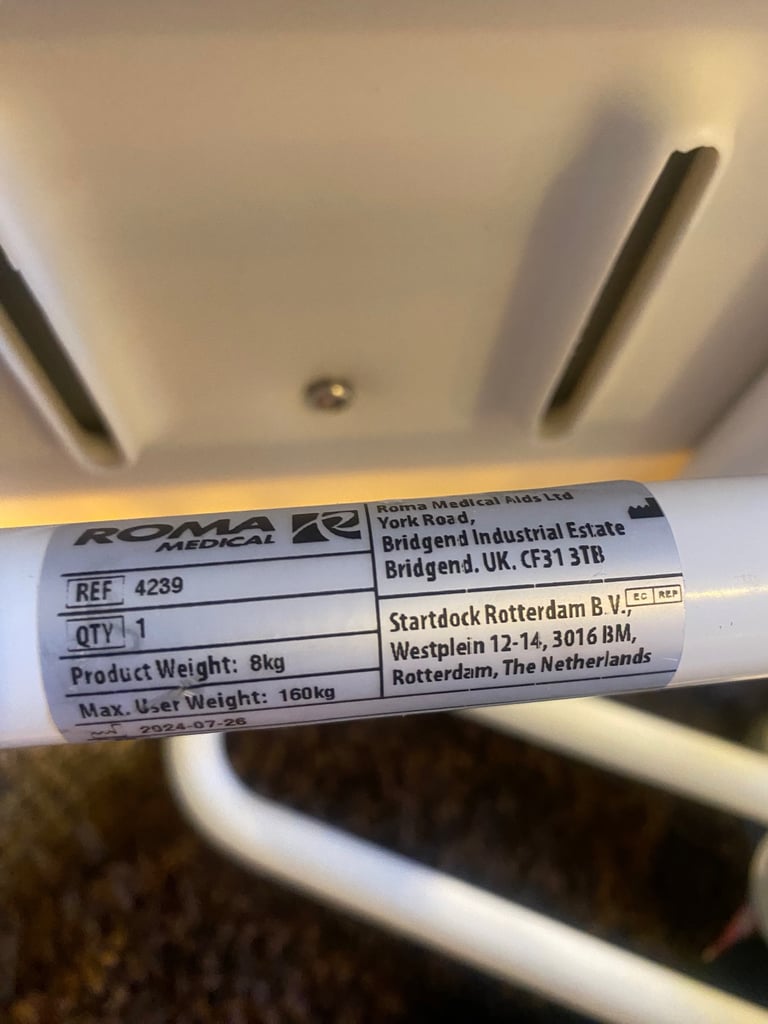 ROMA
MEDICAL
REF 4239
QTY 1
Product Weight: 8kg
Max. User Weight: 160kg
2024-07-26
Roma Medical Aids Ltd
York Road,
Bridgend Industrial Estate
Bridgend. UK. CF31 3TB
Startdock Rotterdam B.V., EC REP
Westplein 12-14, 3016 BM,
Rotterdam, The Netherlands